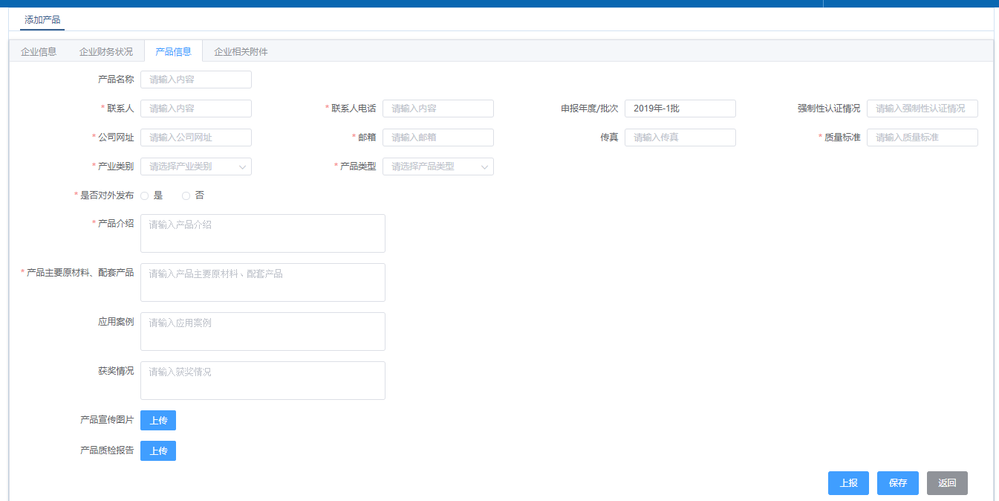 添加产品
企业信息 企业财务状况 产品信息 企业相关附件
产品名称 请输入内容
* 联系人 请输入内容 * 联系人电话 请输入内容 申报年度/批次 2019年-1批 强制性认证情况 请输入强制性认证情况
* 公司网址 请输入公司网址 * 邮箱 请输入邮箱 传真 请输入传真 * 质量标准 请输入质量标准
* 产业类别 请选择产业类别 * 产品类型 请选择产品类型
* 是否对外发布 是 否
* 产品介绍 请输入产品介绍
* 产品主要原材料、配套产品 请输入产品主要原材料、配套产品
应用案例 请输入应用案例
获奖情况 请输入获奖情况
产品宣传图片 上传
产品质检报告 上传
上报 保存 返回